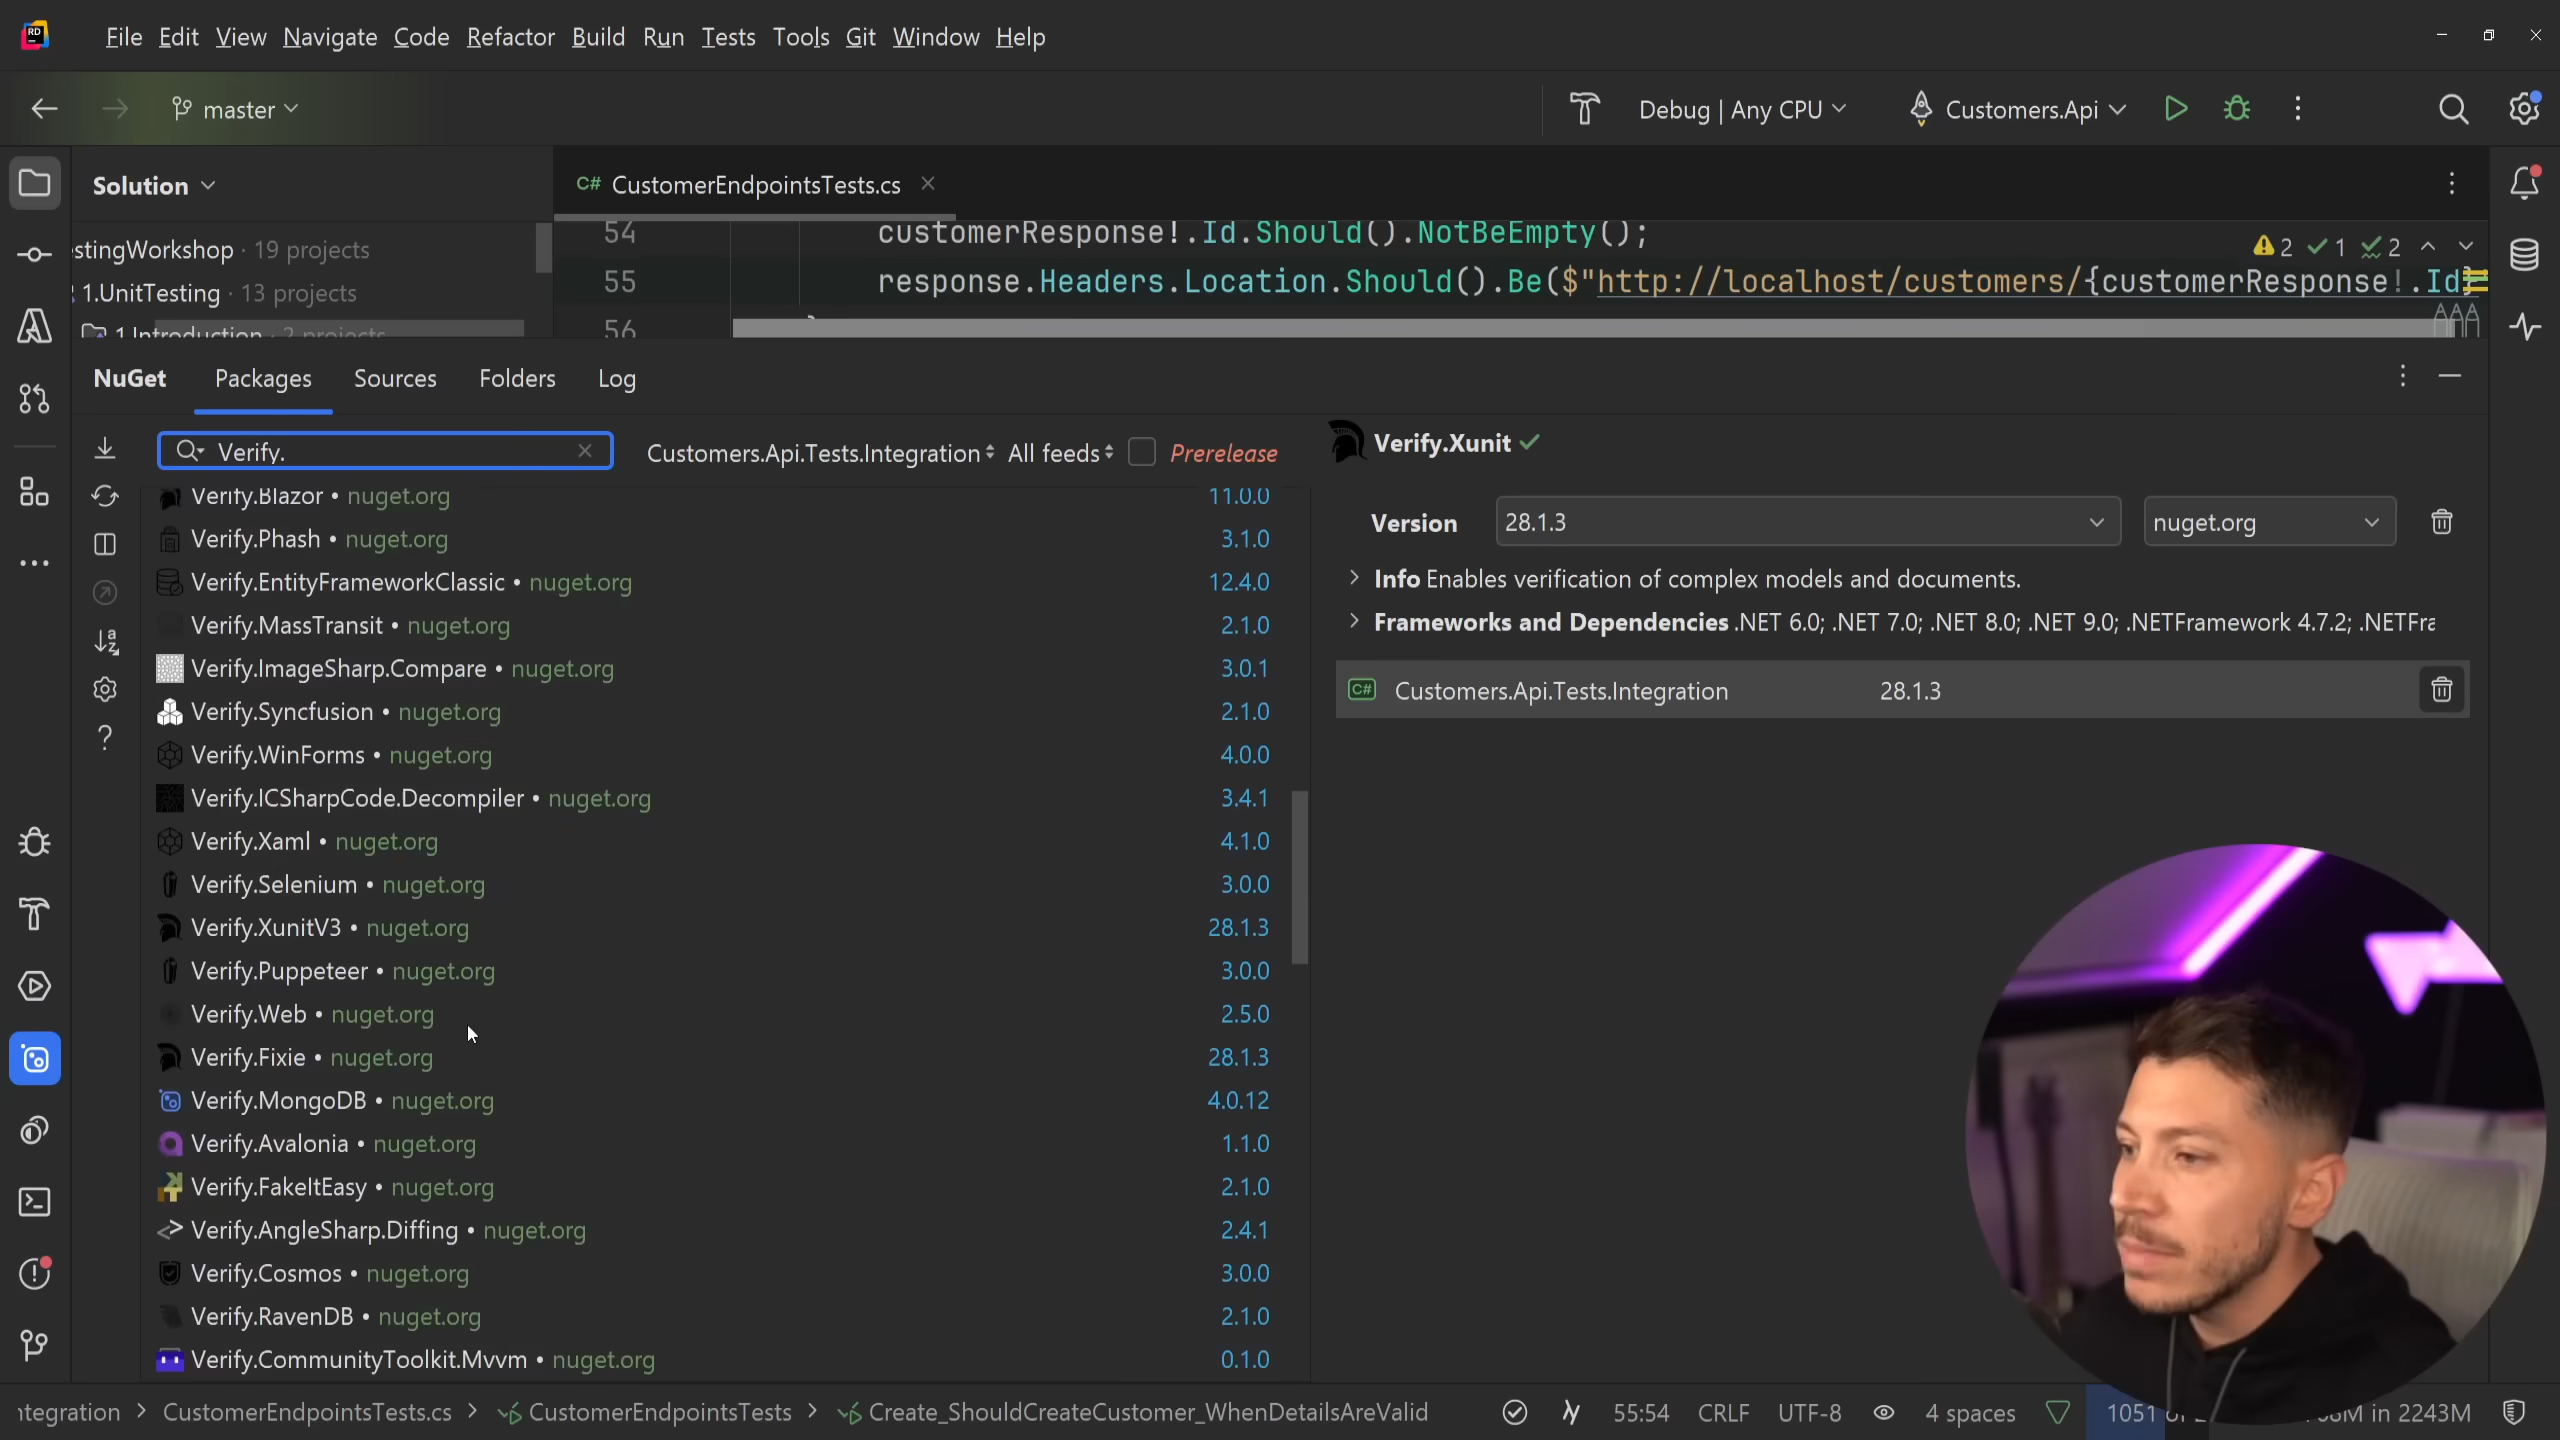 RD
File Edit View Navigate Code Refactor Build Run Tests Tools Git Window Help
master
Debug | Any CPU
Customers.Api
Solution
C# CustomerEndpointsTests.cs
54 customerResponse!.Id.Should().NotBeEmpty();
2 1 2
stingWorkshop · 19 projects
55 response.Headers.Location.Should().Be($"http://localhost/customers/{customerResponse!.Id}
1.UnitTesting · 13 projects
1.Introduction · 2 projects
56
NuGet Packages Sources Folders Log
Verify.
Customers.Api.Tests.Integration All feeds Prerelease
Verify.Xunit
Version 28.1.3 nuget.org
Info Enables verification of complex models and documents.
Frameworks and Dependencies .NET 6.0; .NET 7.0; .NET 8.0; .NET 9.0; .NETFramework 4.7.2; .NETFra
C# Customers.Api.Tests.Integration 28.1.3
Verify.Blazor • nuget.org 11.0.0
Verify.Phash • nuget.org 3.1.0
Verify.EntityFrameworkClassic • nuget.org 12.4.0
Verify.MassTransit • nuget.org 2.1.0
Verify.ImageSharp.Compare • nuget.org 3.0.1
Verify.Syncfusion • nuget.org 2.1.0
Verify.WinForms • nuget.org 4.0.0
Verify.ICSharpCode.Decompiler • nuget.org 3.4.1
Verify.Xaml • nuget.org 4.1.0
Verify.Selenium • nuget.org 3.0.0
Verify.XunitV3 • nuget.org 28.1.3
Verify.Puppeteer • nuget.org 3.0.0
Verify.Web • nuget.org 2.5.0
Verify.Fixie • nuget.org 28.1.3
Verify.MongoDB • nuget.org 4.0.12
Verify.Avalonia • nuget.org 1.1.0
Verify.FakeItEasy • nuget.org 2.1.0
Verify.AngleSharp.Diffing • nuget.org 2.4.1
Verify.Cosmos • nuget.org 3.0.0
Verify.RavenDB • nuget.org 2.1.0
Verify.CommunityToolkit.Mvvm • nuget.org 0.1.0
ntegration > CustomerEndpointsTests.cs > CustomerEndpointsTests > Create_ShouldCreateCustomer_WhenDetailsAreValid 55:54 CRLF UTF-8 4 spaces 1051 in 2243M